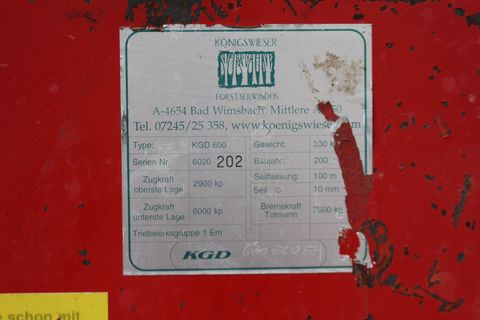 KÖNIGSWIESER
FORSTSEILWINDEN
A-4654 Bad Wimsbach, Mittlere
Tel. 07245/25 358, www.koenigswieser.com
Type: KGD 600 Gewicht: 330 kg
Serien Nr. 6020 202 Baujahr: 200
Zugkraft oberste Lage 2900 kp Seilfassung: 100 m
Seil 10 mm
Zugkraft unterste Lage 6000 kp Bremskraft Totmann 7500 kp
Triebwerksgruppe 1 Em
KGD
e schon mit